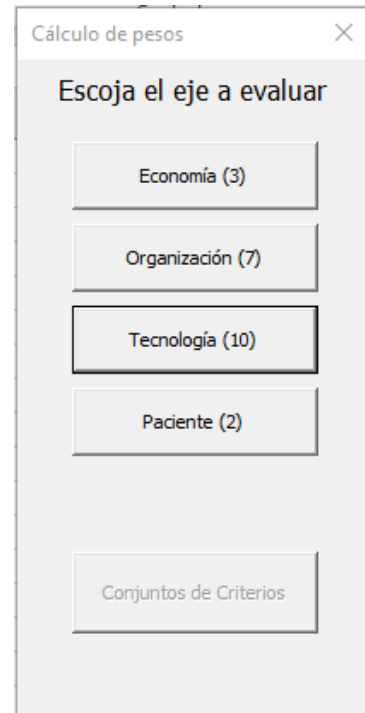 Cálculo de pesos
Escoja el eje a evaluar
Economía (3)
Organización (7)
Tecnología (10)
Paciente (2)
Conjuntos de Criterios